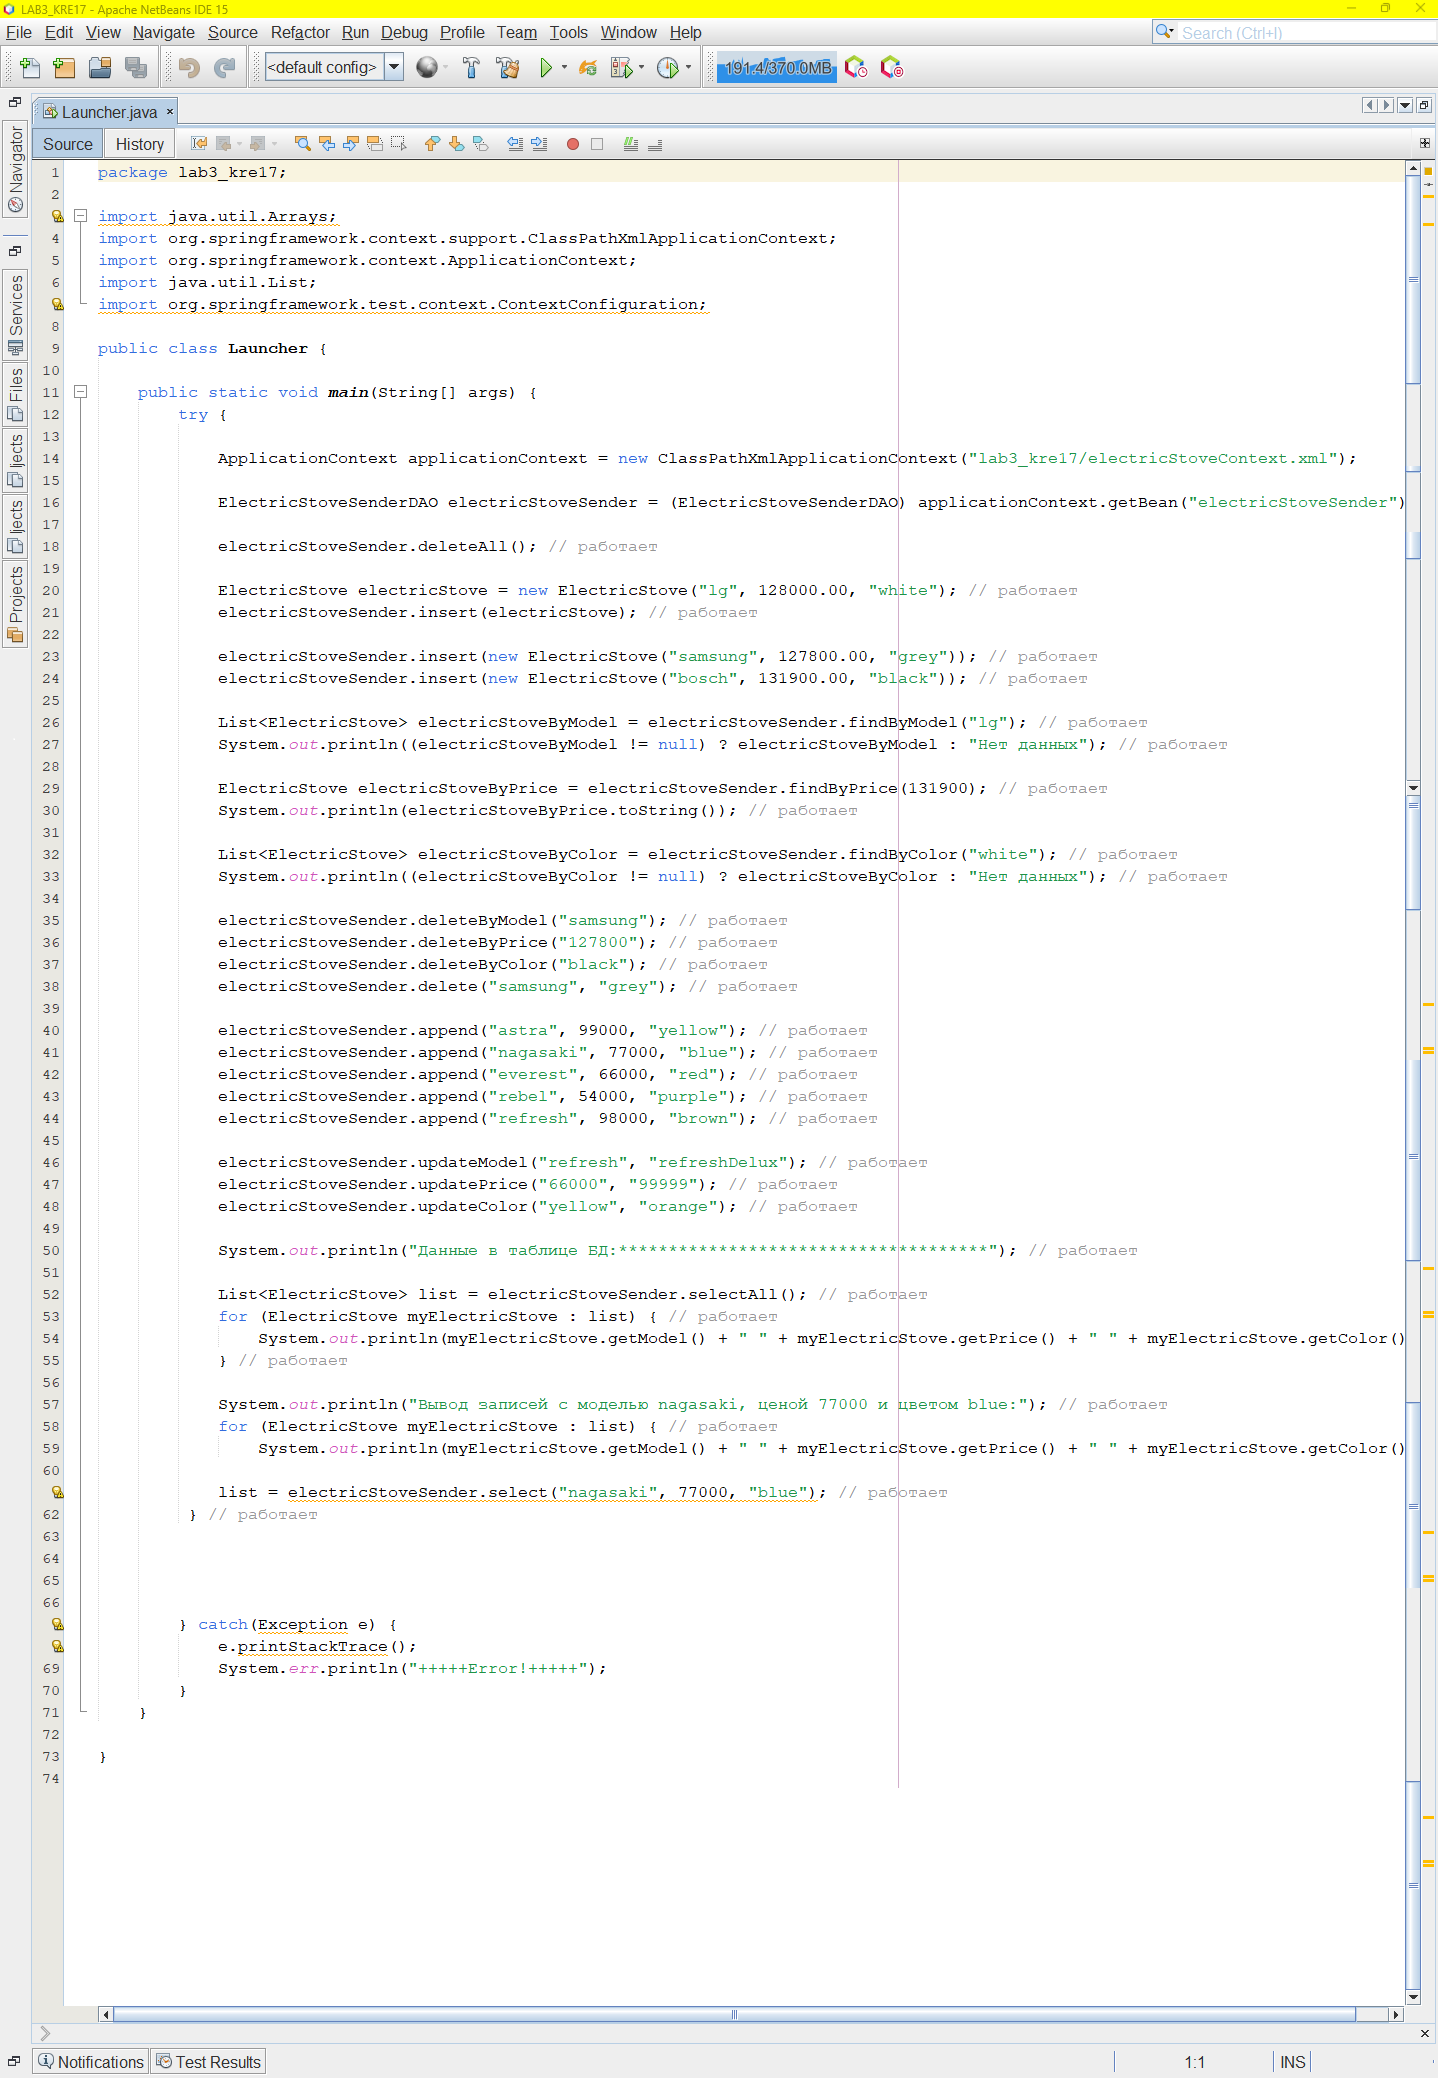 LAB3_KRE17 - Apache NetBeans IDE 15
File Edit View Navigate Source Refactor Run Debug Profile Team Tools Window Help
Search (Ctrl+I)
<default config>
191.4/370.0MB
Launcher.java
Source History
Navigator
Services
Files
jects
jects
Projects
1 package lab3_kre17;
2
import java.util.Arrays;
4 import org.springframework.context.support.ClassPathXmlApplicationContext;
5 import org.springframework.context.ApplicationContext;
6 import java.util.List;
import org.springframework.test.context.ContextConfiguration;
8
9 public class Launcher {
10
11 public static void main(String[] args) {
12 try {
13
14 ApplicationContext applicationContext = new ClassPathXmlApplicationContext("lab3_kre17/electricStoveContext.xml");
15
16 ElectricStoveSenderDAO electricStoveSender = (ElectricStoveSenderDAO) applicationContext.getBean("electricStoveSender")
17
18 electricStoveSender.deleteAll(); // работает
19
20 ElectricStove electricStove = new ElectricStove("lg", 128000.00, "white"); // работает
21 electricStoveSender.insert(electricStove); // работает
22
23 electricStoveSender.insert(new ElectricStove("samsung", 127800.00, "grey")); // работает
24 electricStoveSender.insert(new ElectricStove("bosch", 131900.00, "black")); // работает
25
26 List<ElectricStove> electricStoveByModel = electricStoveSender.findByModel("lg"); // работает
27 System.out.println((electricStoveByModel != null) ? electricStoveByModel : "Нет данных"); // работает
28
29 ElectricStove electricStoveByPrice = electricStoveSender.findByPrice(131900); // работает
30 System.out.println(electricStoveByPrice.toString()); // работает
31
32 List<ElectricStove> electricStoveByColor = electricStoveSender.findByColor("white"); // работает
33 System.out.println((electricStoveByColor != null) ? electricStoveByColor : "Нет данных"); // работает
34
35 electricStoveSender.deleteByModel("samsung"); // работает
36 electricStoveSender.deleteByPrice("127800"); // работает
37 electricStoveSender.deleteByColor("black"); // работает
38 electricStoveSender.delete("samsung", "grey"); // работает
39
40 electricStoveSender.append("astra", 99000, "yellow"); // работает
41 electricStoveSender.append("nagasaki", 77000, "blue"); // работает
42 electricStoveSender.append("everest", 66000, "red"); // работает
43 electricStoveSender.append("rebel", 54000, "purple"); // работает
44 electricStoveSender.append("refresh", 98000, "brown"); // работает
45
46 electricStoveSender.updateModel("refresh", "refreshDelux"); // работает
47 electricStoveSender.updatePrice("66000", "99999"); // работает
48 electricStoveSender.updateColor("yellow", "orange"); // работает
49
50 System.out.println("Данные в таблице БД:*************************************"); // работает
51
52 List<ElectricStove> list = electricStoveSender.selectAll(); // работает
53 for (ElectricStove myElectricStove : list) { // работает
54 System.out.println(myElectricStove.getModel() + " " + myElectricStove.getPrice() + " " + myElectricStove.getColor()
55 } // работает
56
57 System.out.println("Вывод записей с моделью nagasaki, ценой 77000 и цветом blue:"); // работает
58 for (ElectricStove myElectricStove : list) { // работает
59 System.out.println(myElectricStove.getModel() + " " + myElectricStove.getPrice() + " " + myElectricStove.getColor()
60
list = electricStoveSender.select("nagasaki", 77000, "blue"); // работает
62 } // работает
63
64
65
66
} catch(Exception e) {
e.printStackTrace();
69 System.err.println("+++++Error!+++++");
70 }
71 }
72
73 }
74
Notifications Test Results 1:1 INS